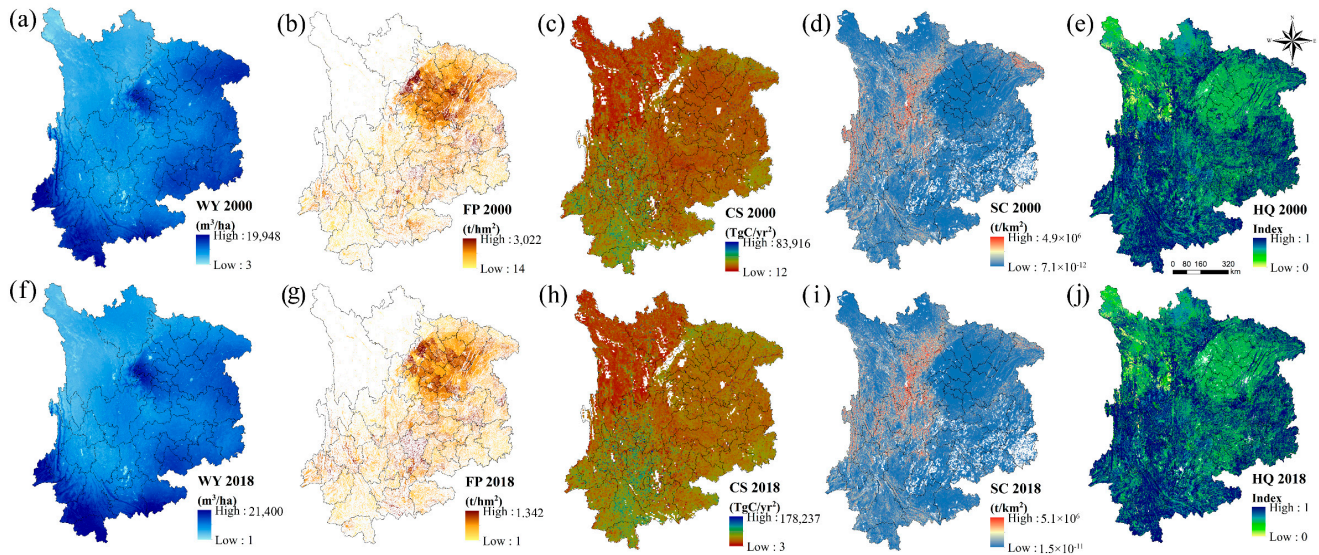 (a)
WY 2000
(m³/ha)
High : 19,948
Low : 3
(b)
FP 2000
(t/hm²)
High : 3,022
Low : 14
(c)
CS 2000
(TgC/yr²)
High : 83,916
Low : 12
(d)
SC 2000
(t/km²)
High : 4.9×10⁶
Low : 7.1×10⁻¹²
(e)
N
W E
S
HQ 2000
Index
High : 1
Low : 0
0 80 160 320
km
(f)
WY 2018
(m³/ha)
High : 21,400
Low : 1
(g)
FP 2018
(t/hm²)
High : 1.342
Low : 1
(h)
CS 2018
(TgC/yr²)
High : 178,237
Low : 3
(i)
SC 2018
(t/km²)
High : 5.1×10⁶
Low : 1.5×10⁻¹¹
(j)
HQ 2018
Index
High : 1
Low : 0